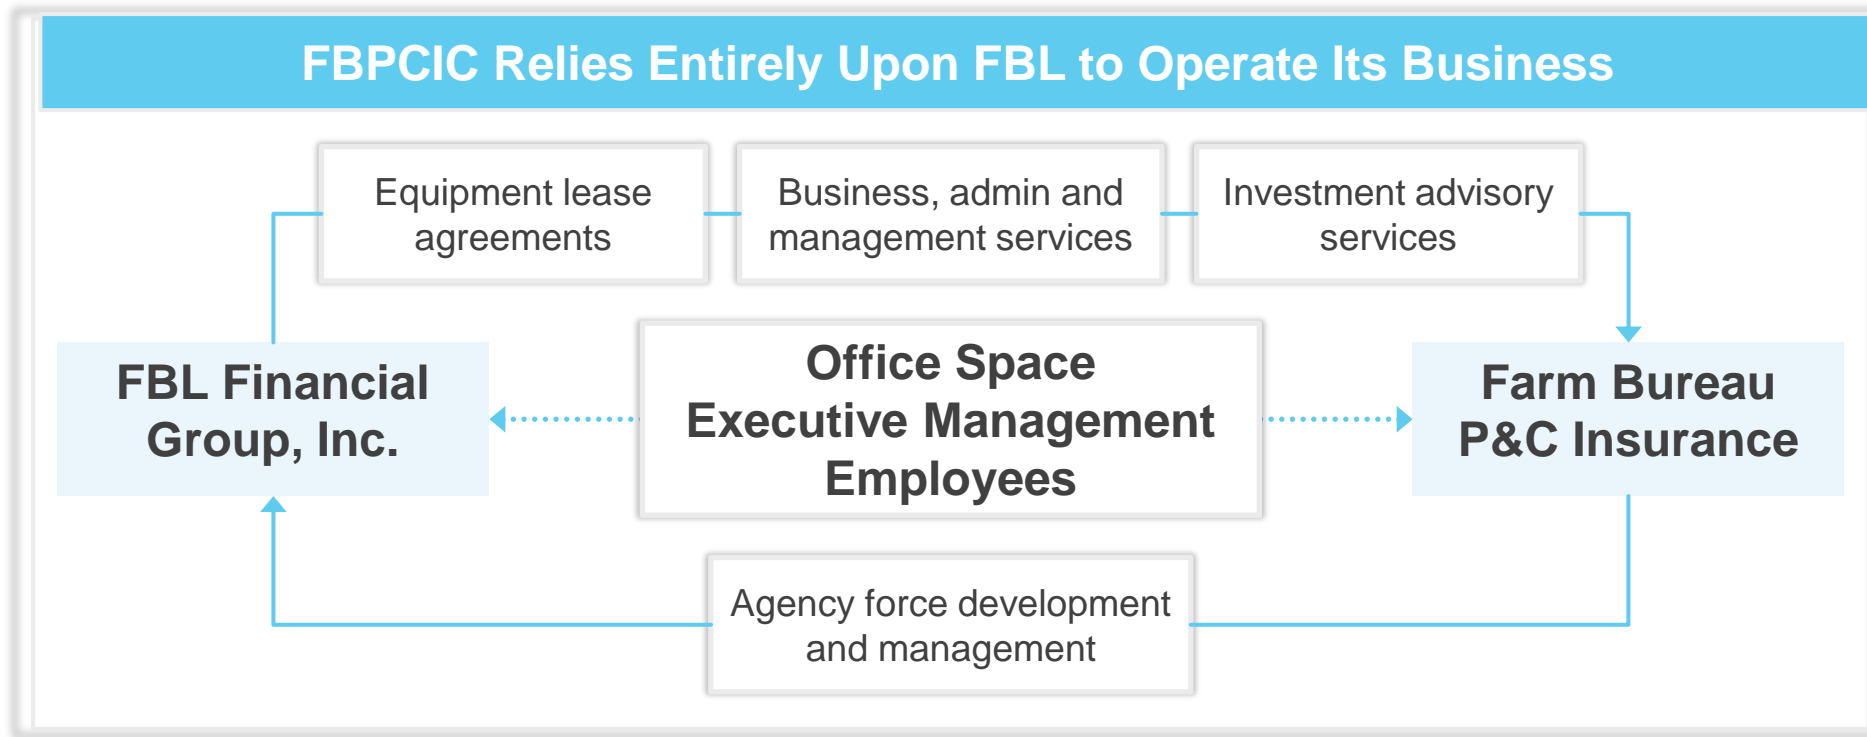 FBPCIC Relies Entirely Upon FBL to Operate Its Business
Equipment lease
agreements
Business, admin and
management services
Investment advisory
services
FBL Financial
Group, Inc.
Office Space
Executive Management
Employees
Farm Bureau
P&C Insurance
Agency force development
and management